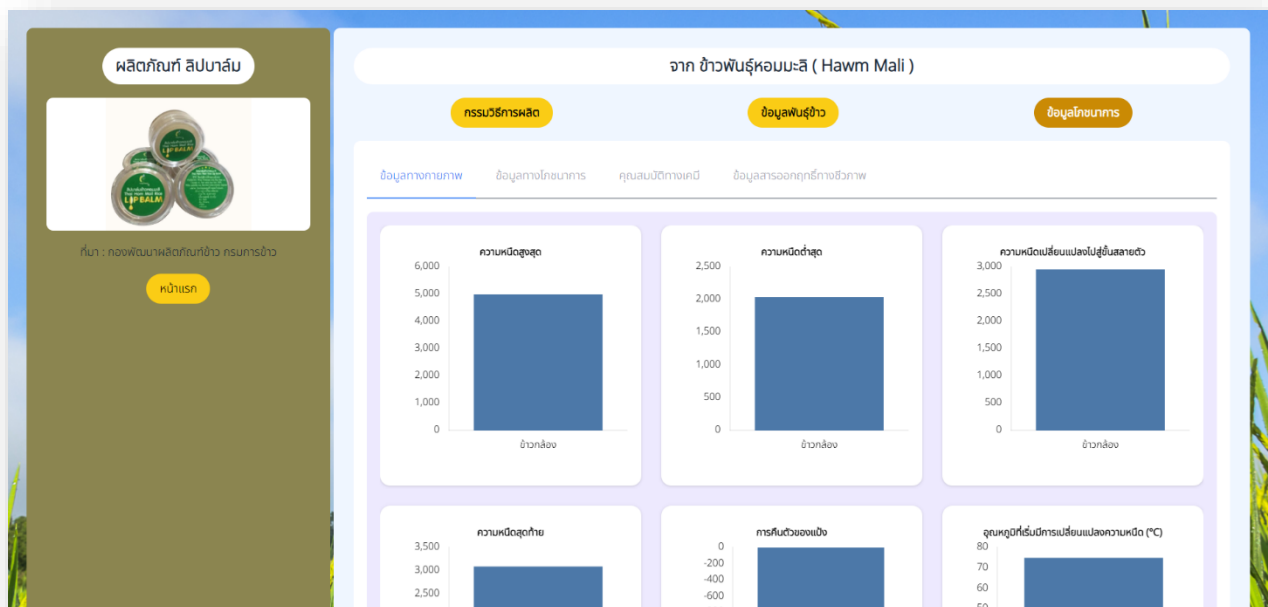 ผลิตภัณฑ์ ลิปบาล์ม
LIP BALM
ที่มา : กองพัฒนาผลิตภัณฑ์ข้าว กรมการข้าว
หน้าแรก
จาก ข้าวพันธุ์หอมมะลิ ( Hawm Mali )
กรรมวิธีการผลิต
ข้อมูลพันธุ์ข้าว
ข้อมูลโภชนาการ
ข้อมูลทางกายภาพ ข้อมูลทางโภชนาการ คุณสมบัติทางเคมี ข้อมูลสารออกฤทธิ์ทางชีวภาพ
ความหนืดสูงสุด
6,000
5,000
4,000
3,000
2,000
1,000
0
ข้าวกล้อง
ความหนืดต่ำสุด
2,500
2,000
1,500
1,000
500
0
ข้าวกล้อง
ความหนืดเปลี่ยนแปลงไปสู่ขั้นสลายตัว
3,000
2,500
2,000
1,500
1,000
500
0
ข้าวกล้อง
ความหนืดสุดท้าย
3,500
3,000
2,500
การคืนตัวของแป้ง
0
-200
-400
-600
อุณหภูมิที่เริ่มมีการเปลี่ยนแปลงความหนืด (°C)
80
70
60
50